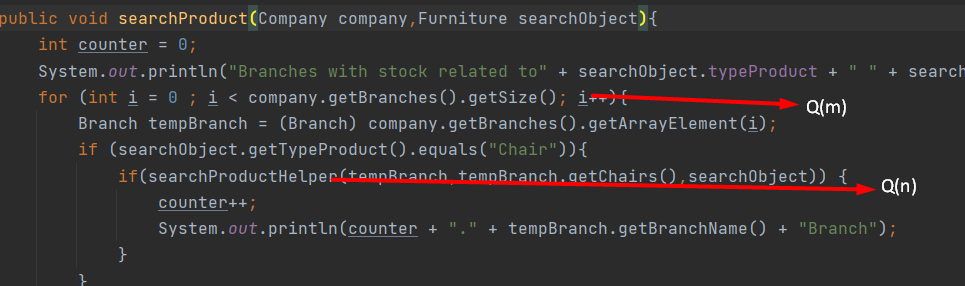 public void searchProduct(Company company,Furniture searchObject){
int counter = 0;
System.out.println("Branches with stock related to" + searchObject.typeProduct + " " + search
for (int i = 0 ; i < company.getBranches().getSize(); i++){
Q(m)
Branch tempBranch = (Branch) company.getBranches().getArrayElement(i);
if (searchObject.getTypeProduct().equals("Chair")){
if(searchProductHelper(tempBranch,tempBranch.getChairs(),searchObject)) {
Q(n)
counter++;
System.out.println(counter + "." + tempBranch.getBranchName() + "Branch");
}
}